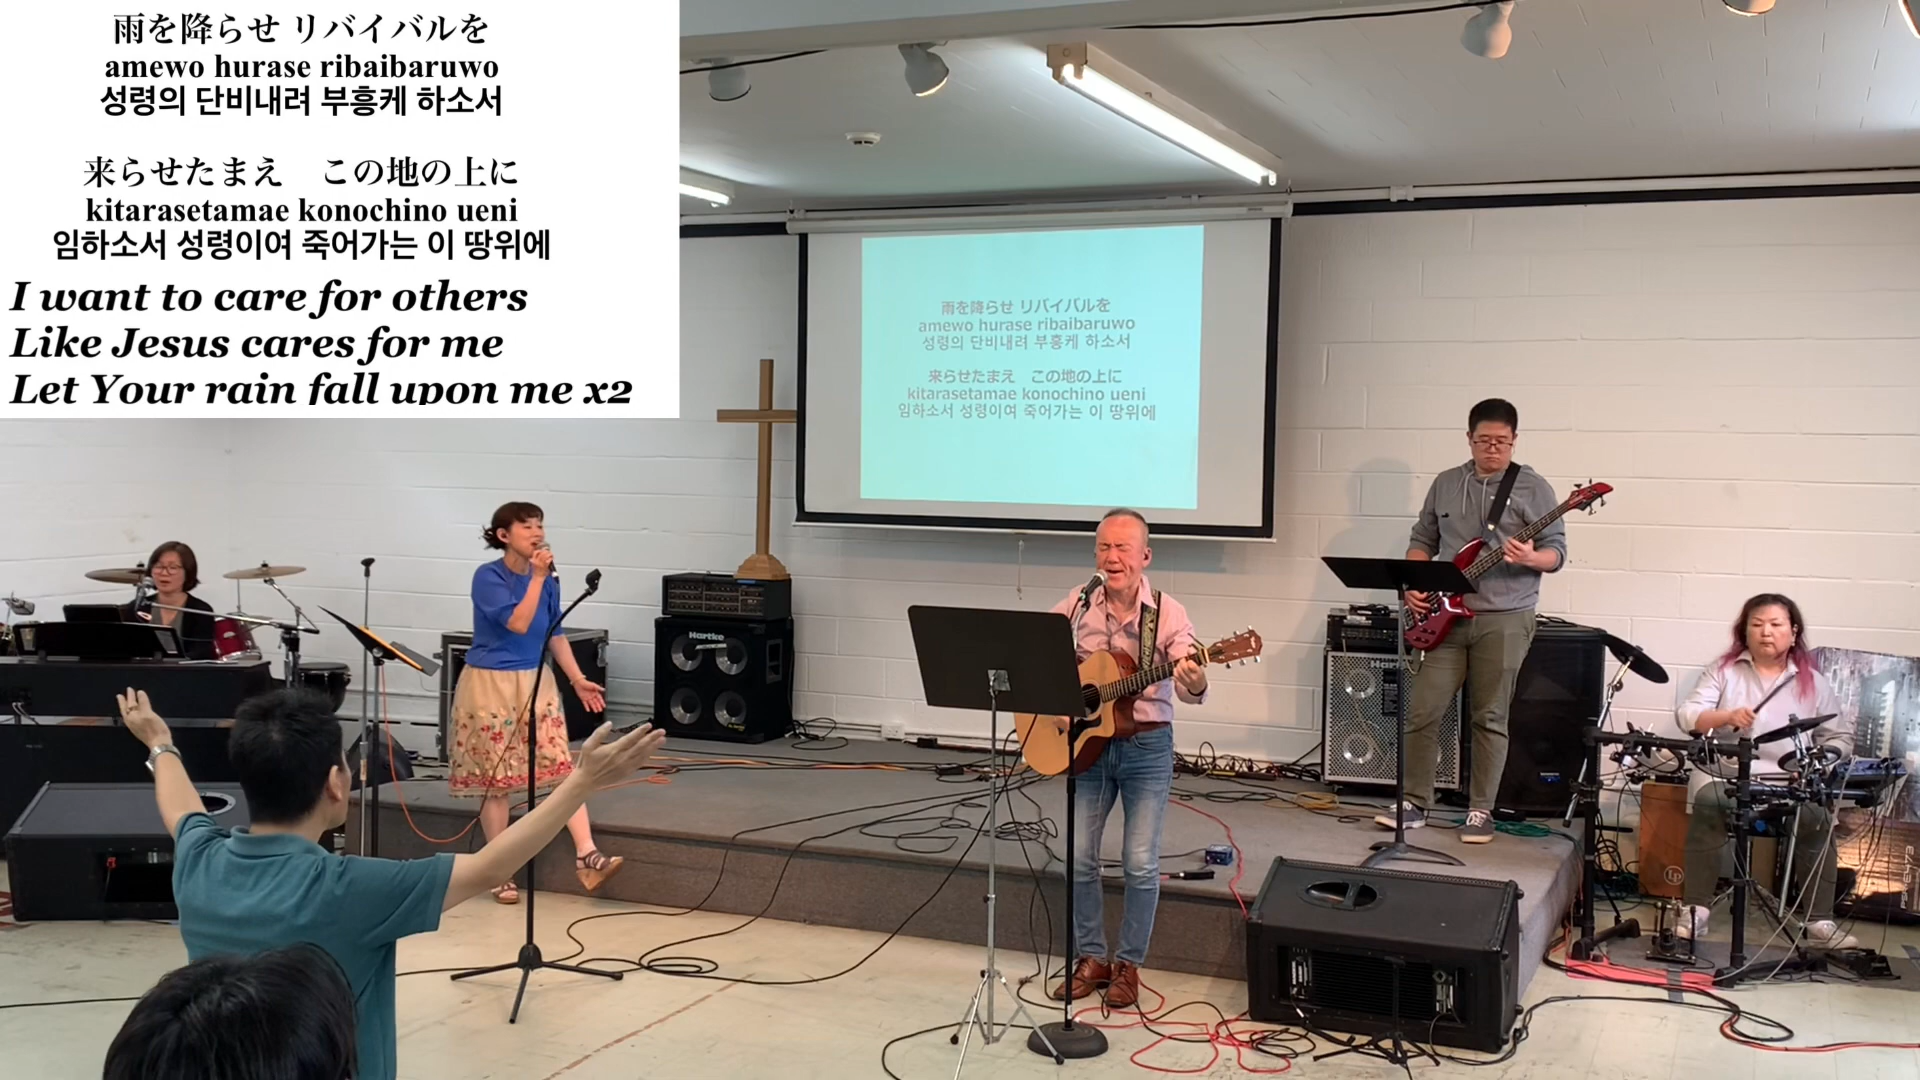 雨を降らせ リバイバルを
amewo hurase ribaibaruwo
성령의 단비내려 부흥케 하소서
来らせたまえ　この地の上に
kitarasetamae konochino ueni
임하소서 성령이여 죽어가는 이 땅위에
I want to care for others
Like Jesus cares for me
Let Your rain fall upon me x2
雨を降らせ リバイバルを
amewo hurase ribaibaruwo
성령의 단비내려 부흥케 하소서
来らせたまえ　この地の上に
kitarasetamae konochino ueni
임하소서 성령이여 죽어가는 이 땅위에
Hartke
LP